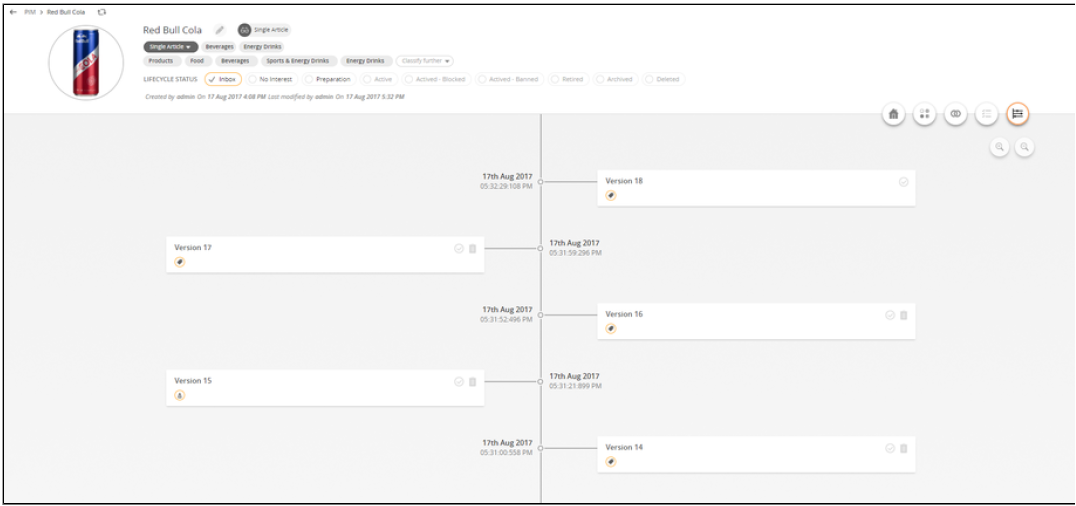 ← PIM > Red Bull Cola
Red Bull Cola Single Article
Single Article Beverages Energy Drinks
Products Food Beverages Sports & Energy Drinks Energy Drinks Classify further
LIFECYCLE STATUS Inbox No Interest Preparation Active Actived - Blocked Actived - Banned Retired Archived Deleted
Created by admin On 17 Aug 2017 4:08 PM Last modified by admin On 17 Aug 2017 5:32 PM
17th Aug 2017
05:32:29:108 PM
Version 18
Version 17
17th Aug 2017
05:31:59:296 PM
17th Aug 2017
05:31:52:496 PM
Version 16
Version 15
17th Aug 2017
05:31:21:899 PM
17th Aug 2017
05:31:00:558 PM
Version 14